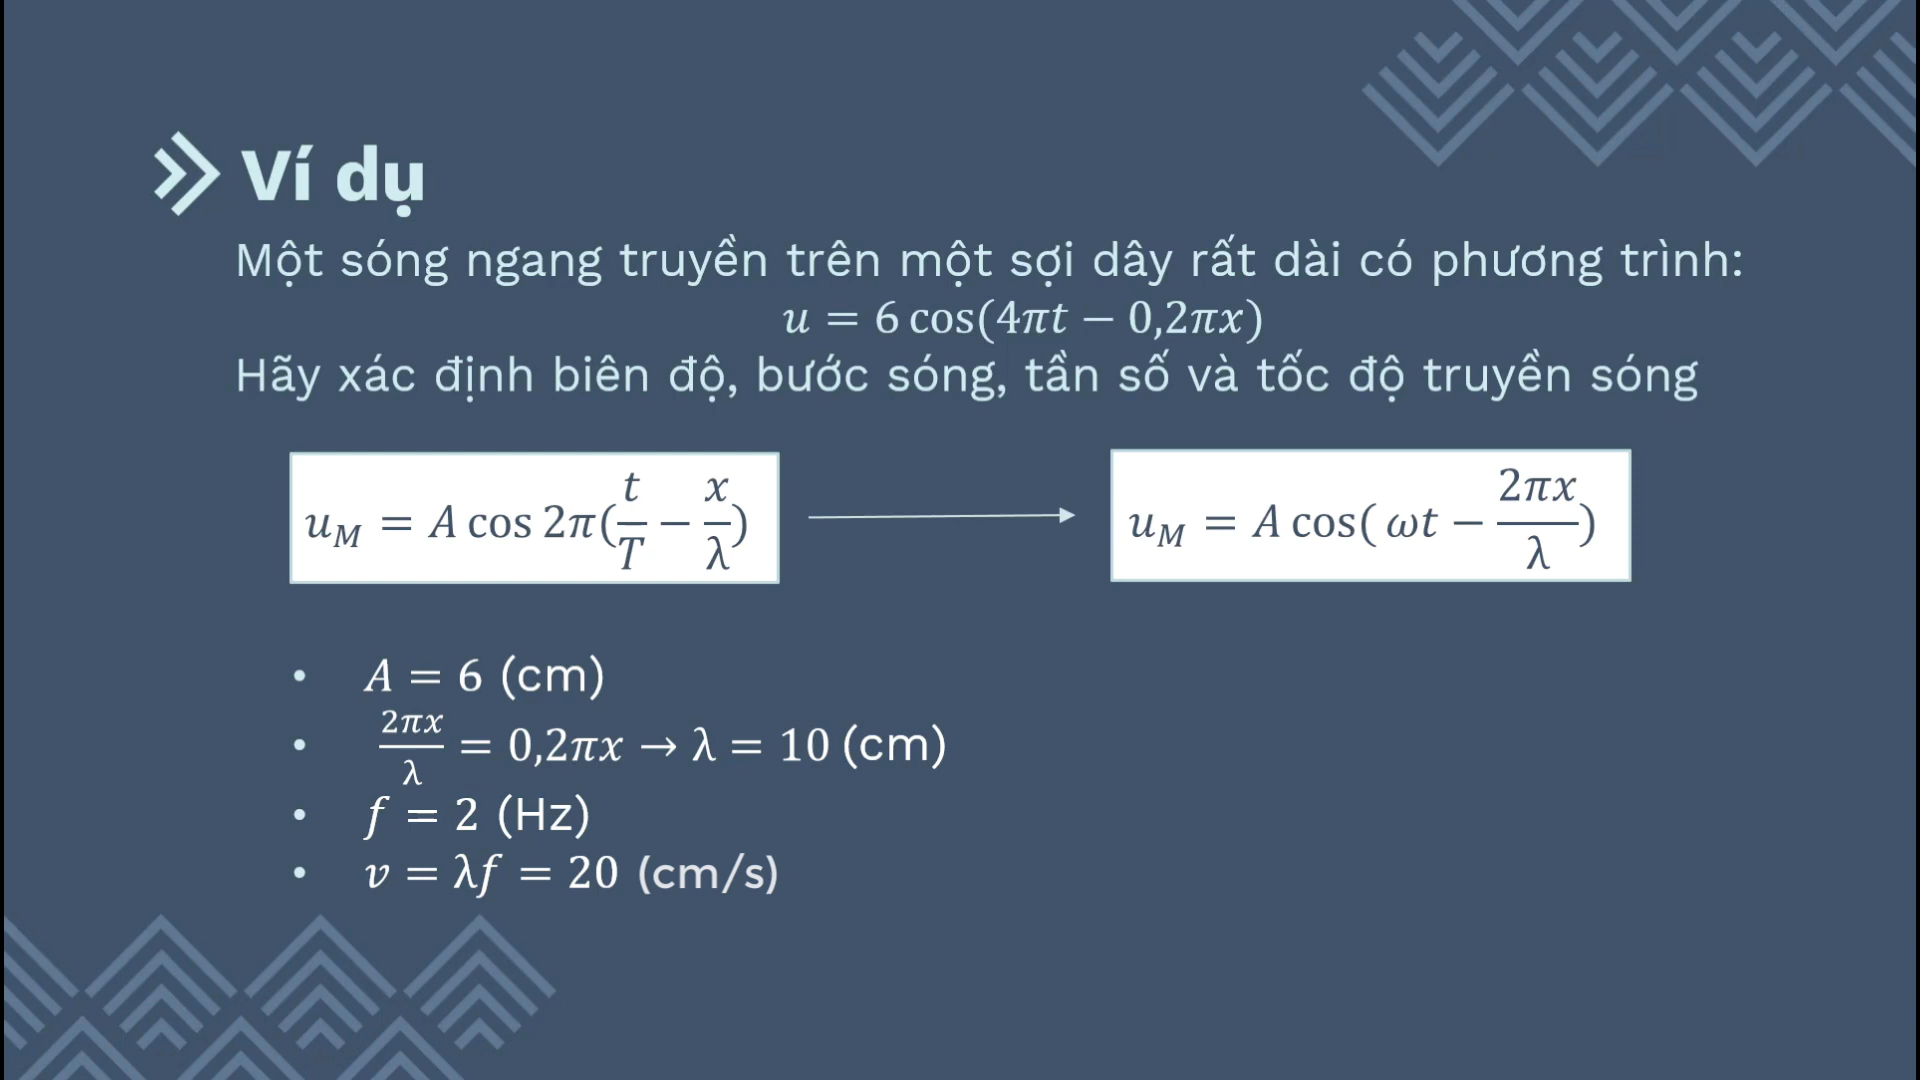 Ví dụ
Một sóng ngang truyền trên một sợi dây rất dài có phương trình:
u = 6 cos(4πt − 0,2πx)
Hãy xác định biên độ, bước sóng, tần số và tốc độ truyền sóng
u_M = A cos 2π(t/T − x/λ)
u_M = A cos( ωt − 2πx/λ)
• A = 6 (cm)
• 2πx/λ = 0,2πx → λ = 10 (cm)
• f = 2 (Hz)
• v = λf = 20 (cm/s)